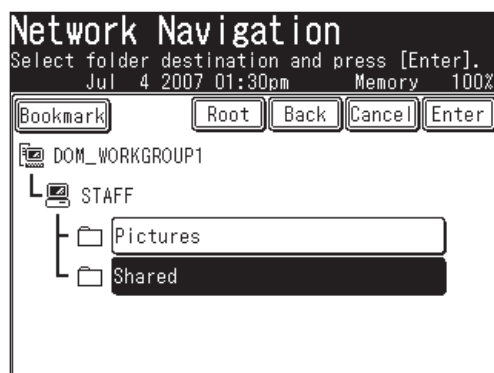 Network Navigation
Select folder destination and press [Enter].
Jul 4 2007 01:30pm Memory 100%
Bookmark Root Back Cancel Enter
DOM_WORKGROUP1
STAFF
Pictures
Shared